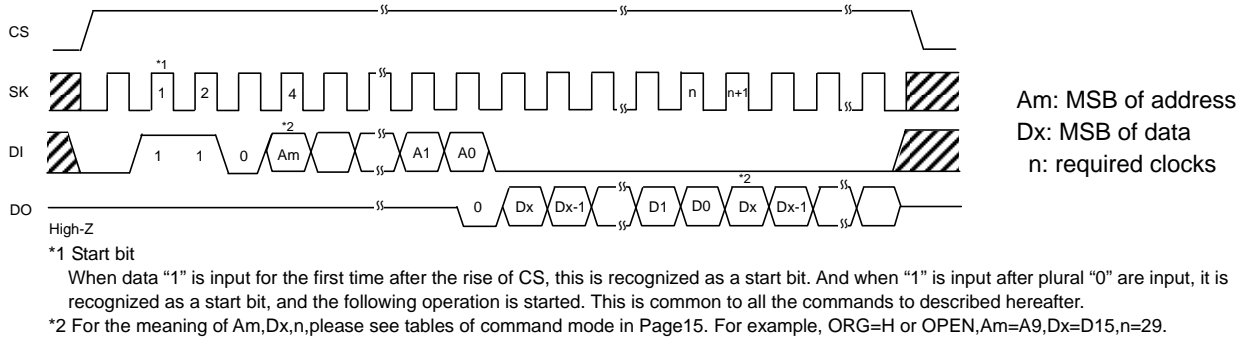 CS
*1
SK 1 2 4 n n+1
Am: MSB of address
Dx: MSB of data
n: required clocks
*2
DI 1 1 0 Am A1 A0
*2
DO 0 Dx Dx-1 D1 D0 Dx Dx-1
High-Z
*1 Start bit
When data “1” is input for the first time after the rise of CS, this is recognized as a start bit. And when “1” is input after plural “0” are input, it is
recognized as a start bit, and the following operation is started. This is common to all the commands to described hereafter.
*2 For the meaning of Am,Dx,n,please see tables of command mode in Page15. For example, ORG=H or OPEN,Am=A9,Dx=D15,n=29.